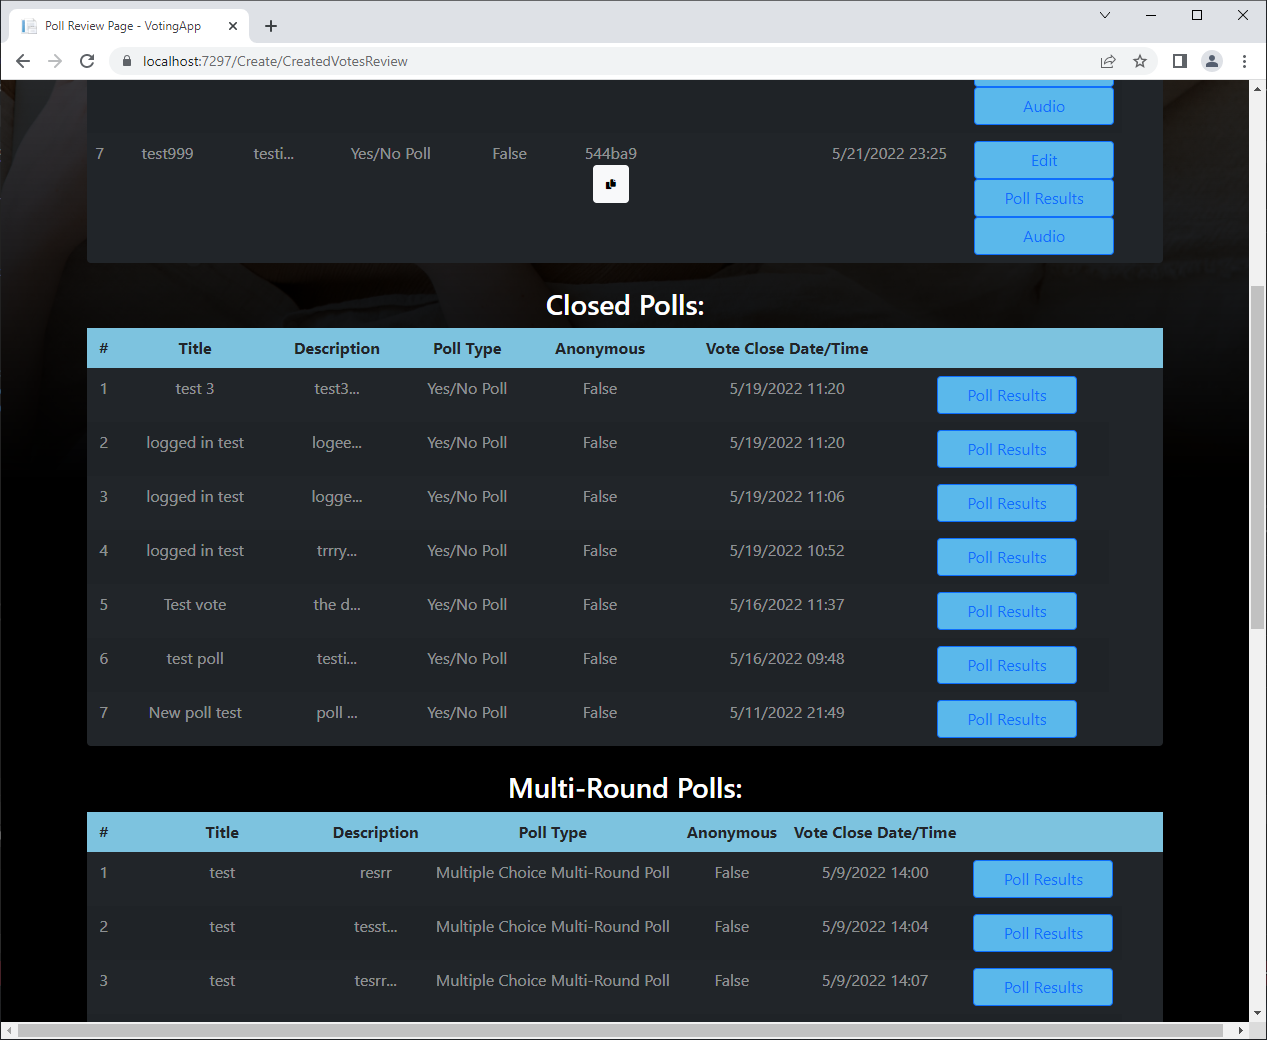 Poll Review Page - VotingApp
localhost:7297/Create/CreatedVotesReview
Audio
7 test999 testi... Yes/No Poll False 544ba9 5/21/2022 23:25 Edit
Poll Results
Audio
Closed Polls:
# Title Description Poll Type Anonymous Vote Close Date/Time
1 test 3 test3... Yes/No Poll False 5/19/2022 11:20 Poll Results
2 logged in test logee... Yes/No Poll False 5/19/2022 11:20 Poll Results
3 logged in test logge... Yes/No Poll False 5/19/2022 11:06 Poll Results
4 logged in test trrry... Yes/No Poll False 5/19/2022 10:52 Poll Results
5 Test vote the d... Yes/No Poll False 5/16/2022 11:37 Poll Results
6 test poll testi... Yes/No Poll False 5/16/2022 09:48 Poll Results
7 New poll test poll ... Yes/No Poll False 5/11/2022 21:49 Poll Results
Multi-Round Polls:
# Title Description Poll Type Anonymous Vote Close Date/Time
1 test resrr Multiple Choice Multi-Round Poll False 5/9/2022 14:00 Poll Results
2 test tesst... Multiple Choice Multi-Round Poll False 5/9/2022 14:04 Poll Results
3 test tesrr... Multiple Choice Multi-Round Poll False 5/9/2022 14:07 Poll Results